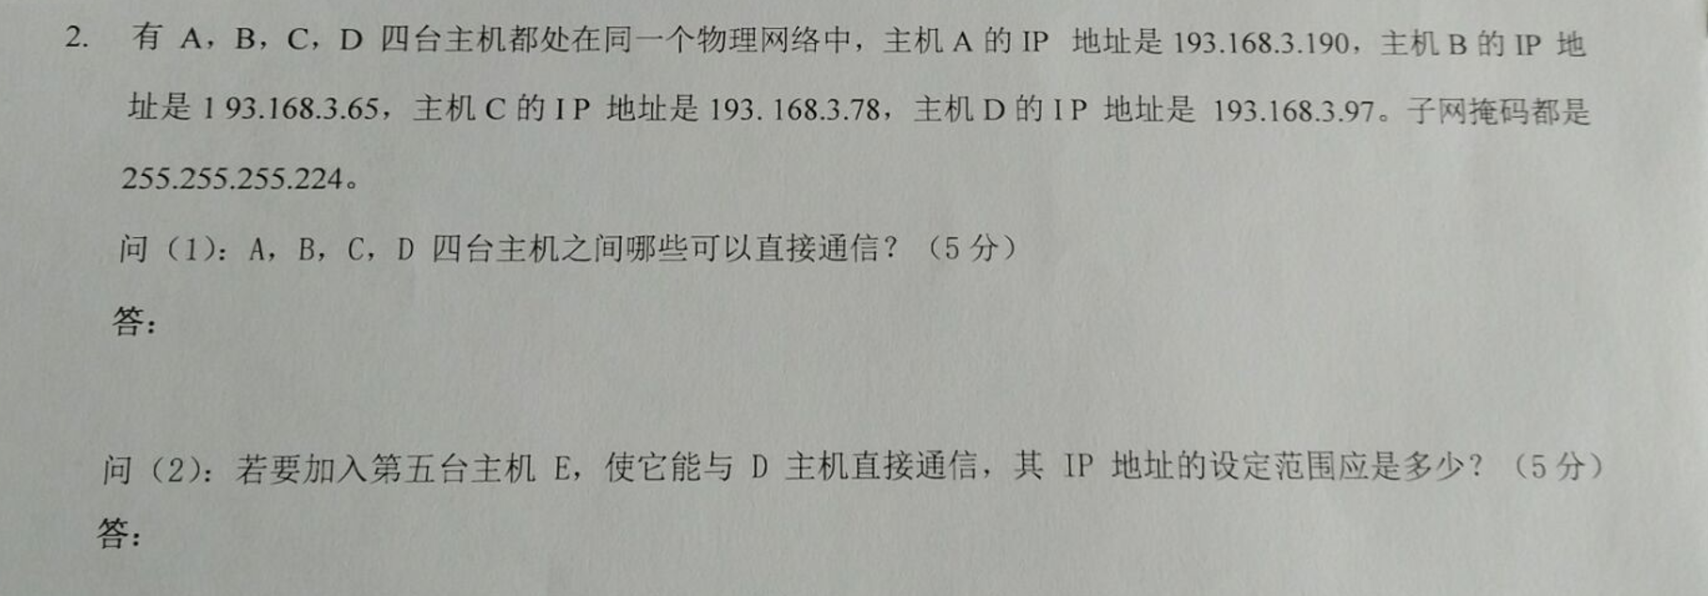 2. 有 A，B，C，D 四台主机都处在同一个物理网络中，主机 A 的 IP 地址是 193.168.3.190，主机 B 的 IP 地
址是 1 93.168.3.65，主机 C 的 I P 地址是 193. 168.3.78，主机 D 的 I P 地址是 193.168.3.97。子网掩码都是
255.255.255.224。
问（1）：A，B，C，D 四台主机之间哪些可以直接通信？（5 分）
答：
问（2）：若要加入第五台主机 E，使它能与 D 主机直接通信，其 IP 地址的设定范围应是多少？（5 分）
答：